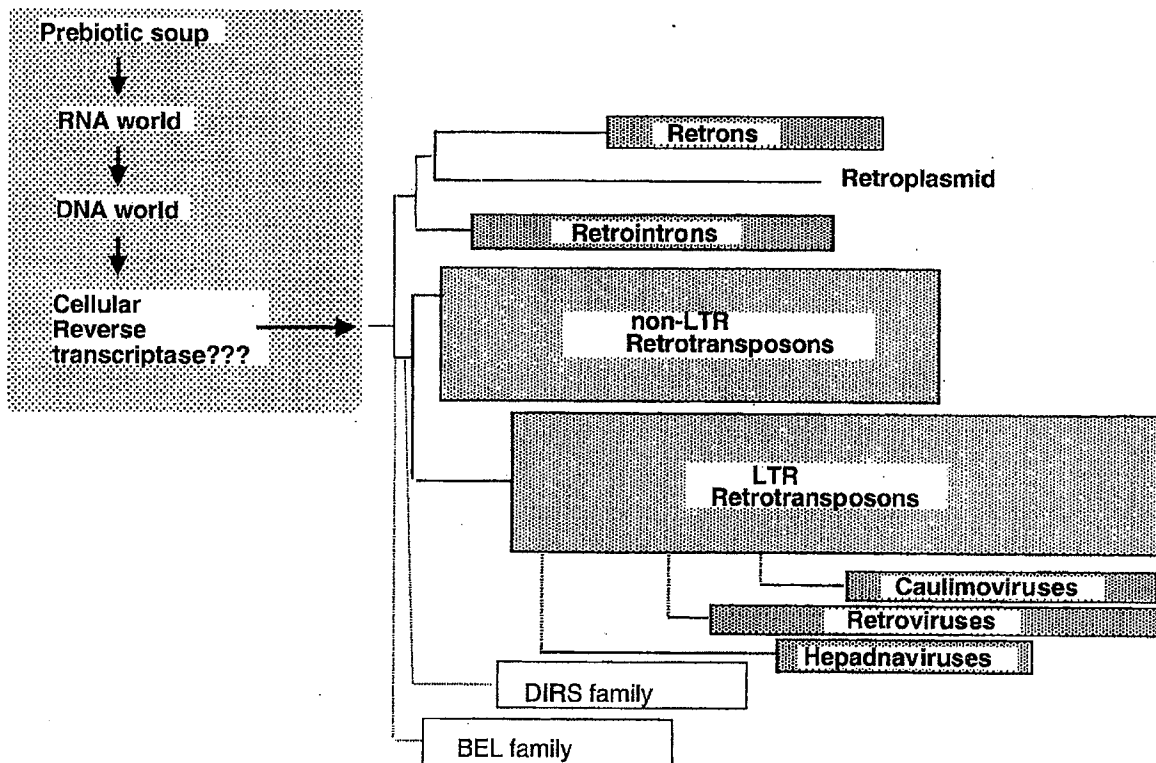 Prebiotic soup
RNA world
DNA world
Cellular
Reverse
transcriptase???
Retrons
Retroplasmid
Retrointrons
non-LTR
Retrotransposons
LTR
Retrotransposons
Caulimoviruses
Retroviruses
Hepadnaviruses
DIRS family
BEL family